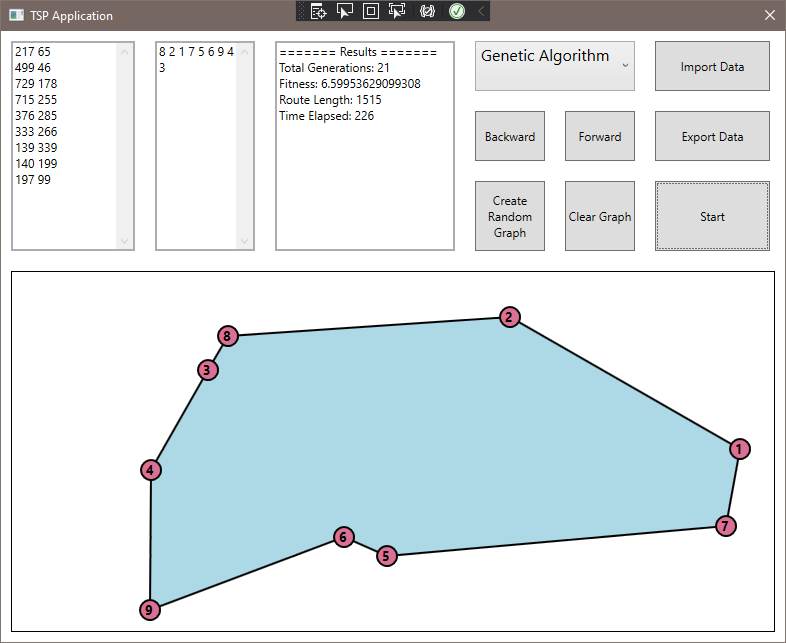 TSP Application
217 65
499 46
729 178
715 255
376 285
333 266
139 339
140 199
197 99
8 2 1 7 5 6 9 4
3
======= Results =======
Total Generations: 21
Fitness: 6.59953629099308
Route Length: 1515
Time Elapsed: 226
Genetic Algorithm
Import Data
Backward
Forward
Export Data
Create
Random
Graph
Clear Graph
Start
2
8
3
1
4
7
6
5
9